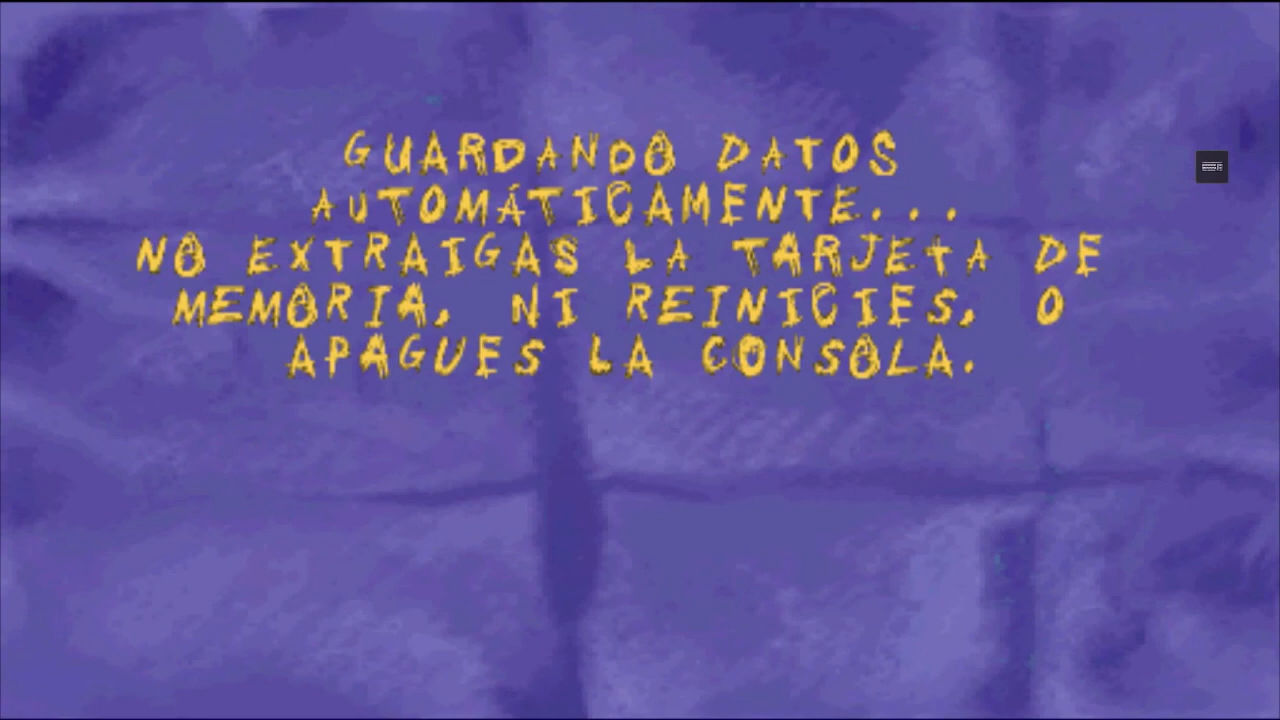 GUARDANDO DATOS
AUTOMÁTICAMENTE...
NO EXTRAIGAS LA TARJETA DE
MEMORIA, NI REINICIES, O
APAGUES LA CONSOLA.